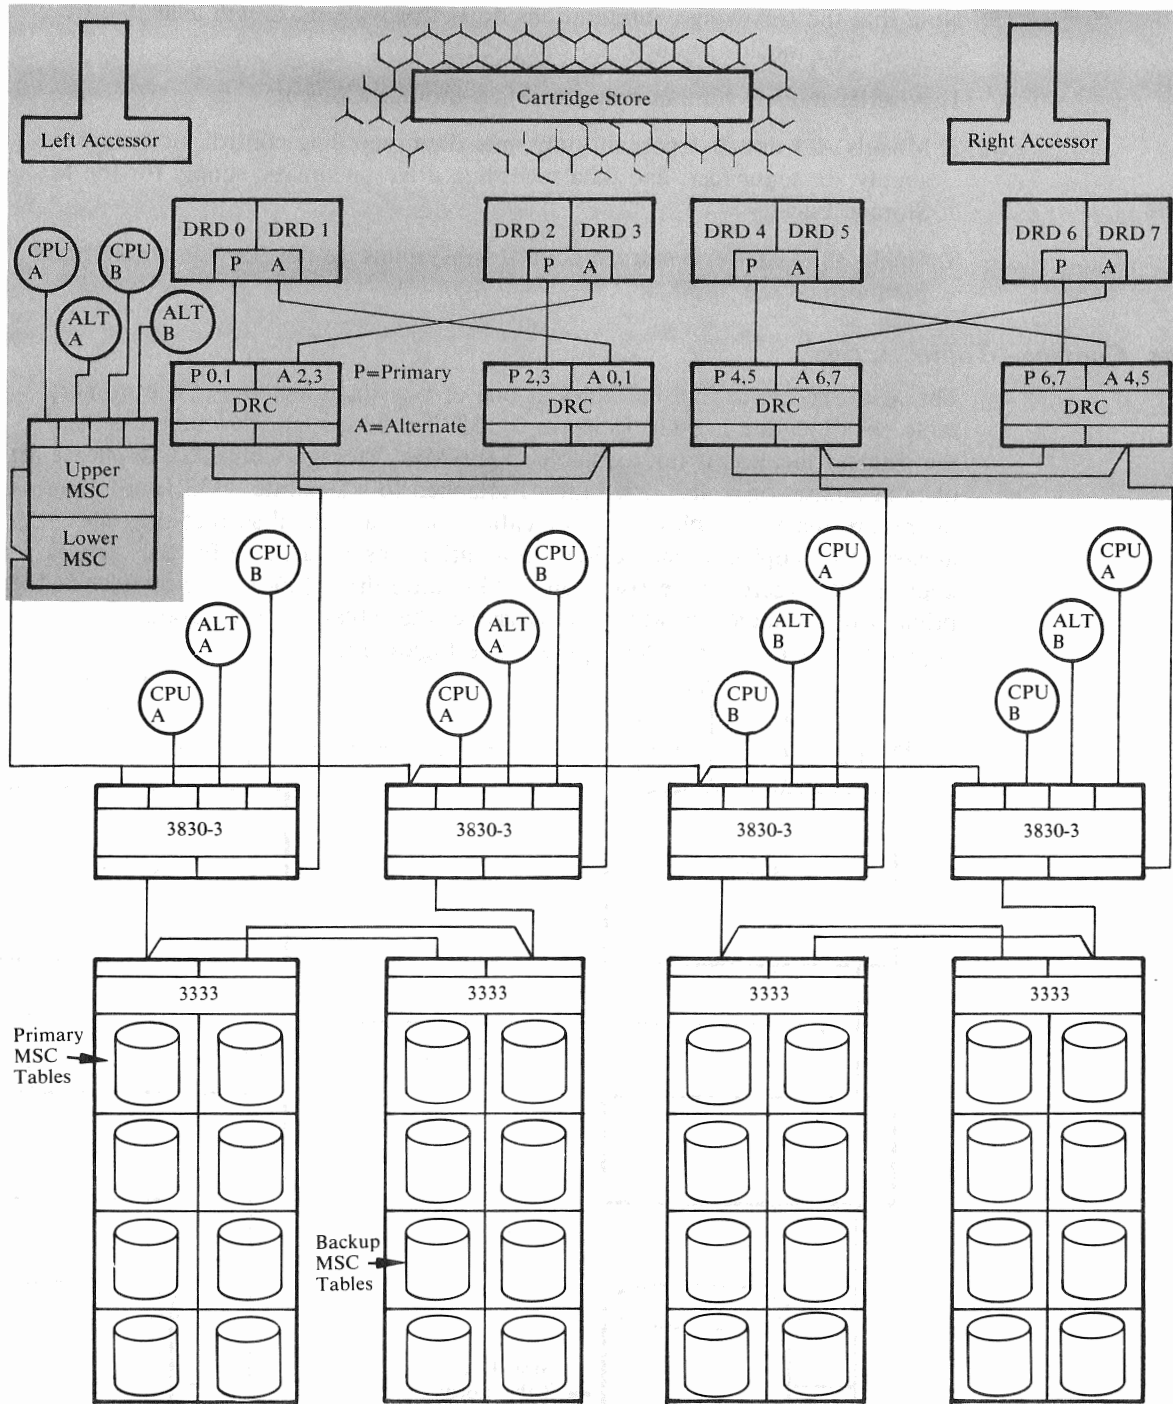 Cartridge Store
Left Accessor
Right Accessor
DRD 0 DRD 1
DRD 2 DRD 3
DRD 4 DRD 5
DRD 6 DRD 7
P A
P A
P A
P A
CPU
A
CPU
B
ALT
A
ALT
B
P 0,1 A 2,3
P=Primary
P 2,3 A 0,1
P 4,5 A 6,7
P 6,7 A 4,5
DRC
DRC
DRC
DRC
A=Alternate
Upper
MSC
Lower
MSC
CPU
B
CPU
B
CPU
A
CPU
A
ALT
A
ALT
A
ALT
B
ALT
B
CPU
A
CPU
A
CPU
B
CPU
B
3830-3
3830-3
3830-3
3830-3
3333
3333
3333
3333
Primary
MSC
Tables
Backup
MSC
Tables